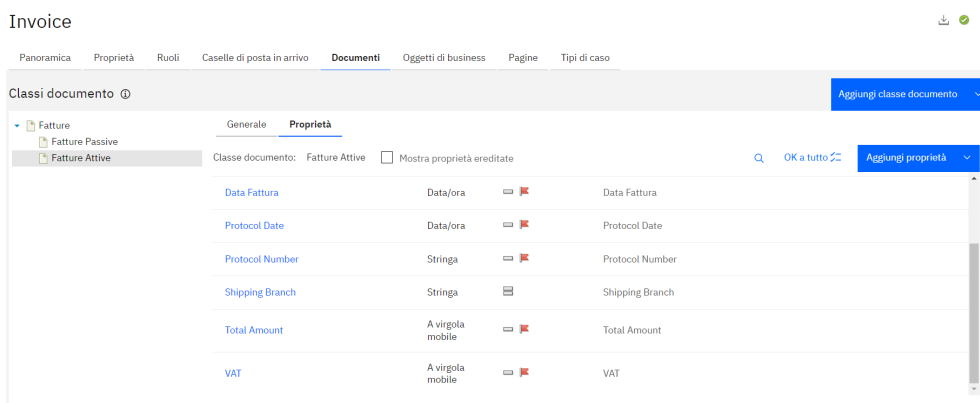 Invoice
Panoramica Proprietà Ruoli Caselle di posta in arrivo Documenti Oggetti di business Pagine Tipi di caso
Classi documento
Aggiungi classe documento
Fatture
Fatture Passive
Fatture Attive
Generale Proprietà
Classe documento: Fatture Attive Mostra proprietà ereditate OK a tutto Aggiungi proprietà
Data Fattura Data/ora Data Fattura
Protocol Date Data/ora Protocol Date
Protocol Number Stringa Protocol Number
Shipping Branch Stringa Shipping Branch
Total Amount A virgola mobile Total Amount
VAT A virgola mobile VAT